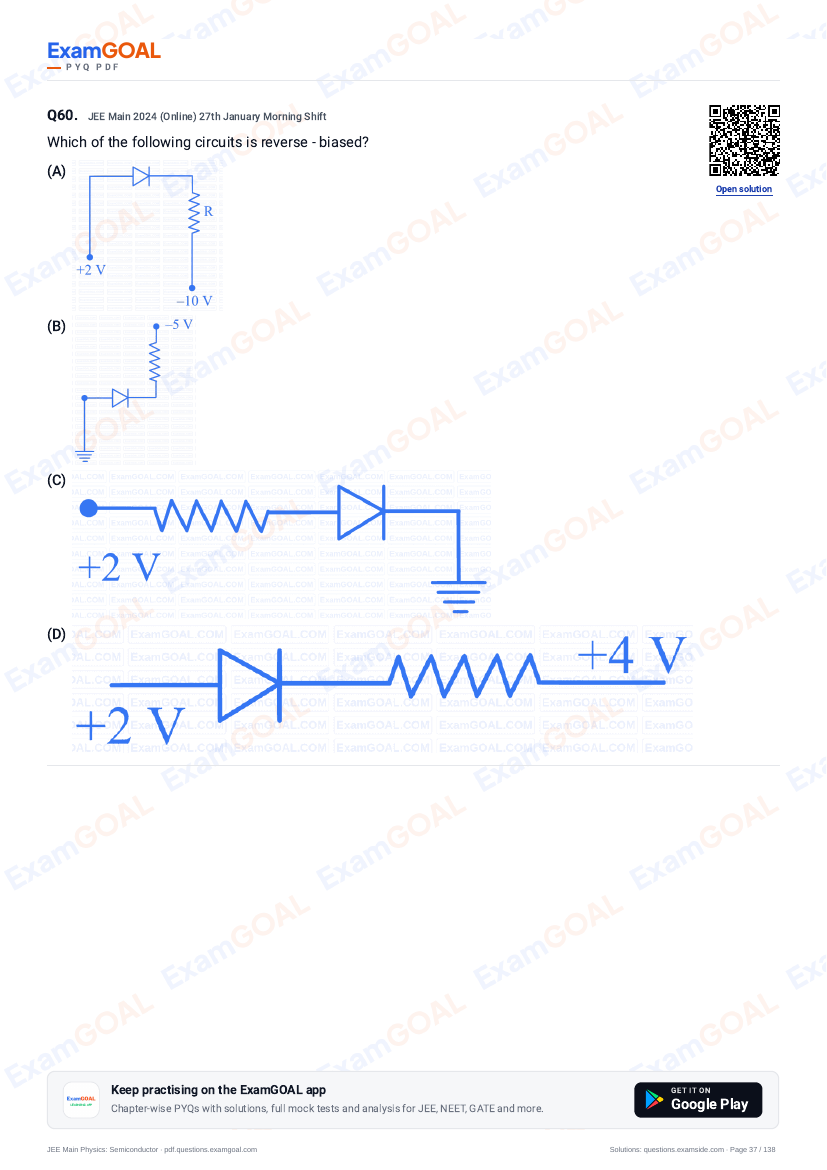 ExamGOAL
PYQ PDF
Q60. JEE Main 2024 (Online) 27th January Morning Shift
Which of the following circuits is reverse - biased?
Open solution
(A)
R
+2 V
−10 V
(B)
−5 V
(C)
+2 V
(D)
+4 V
+2 V
ExamGOAL
Keep practising on the ExamGOAL app
Chapter-wise PYQs with solutions, full mock tests and analysis for JEE, NEET, GATE and more.
GET IT ON
Google Play
JEE Main Physics: Semiconductor · pdf.questions.examgoal.com
Solutions: questions.examside.com · Page 37 / 138